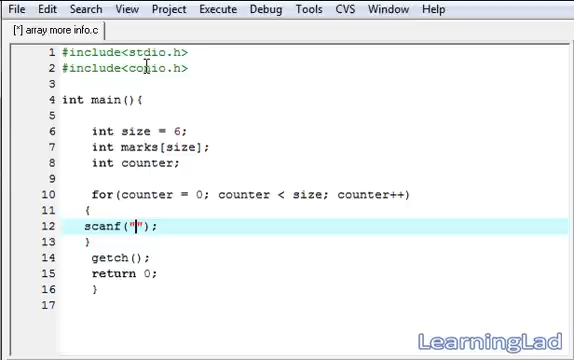 File Edit Search View Project Execute Debug Tools CVS Window Help
[*] array more info.c
1 #include<stdio.h>
2 #include<conio.h>
3
4 int main(){
5
6 int size = 6;
7 int marks[size];
8 int counter;
9
10 for(counter = 0; counter < size; counter++)
11 {
12 scanf("");
13 }
14 getch();
15 return 0;
16 }
17
LearningLad